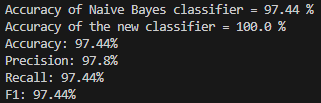 Accuracy of Naive Bayes classifier = 97.44 %
Accuracy of the new classifier = 100.0 %
Accuracy: 97.44%
Precision: 97.8%
Recall: 97.44%
F1: 97.44%